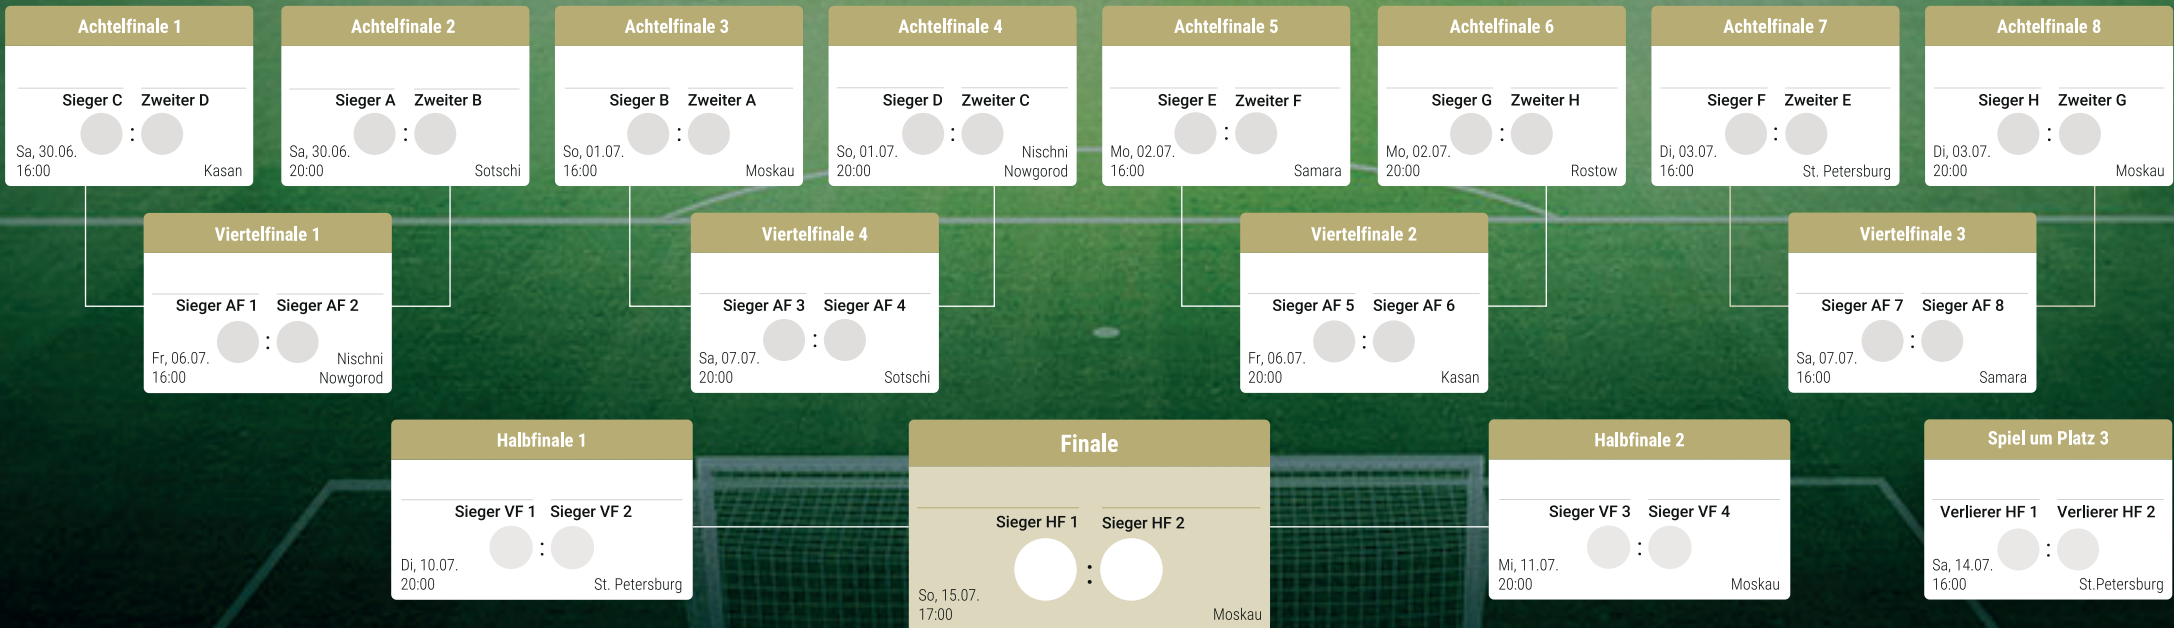 Achtelfinale 1
Sieger C Zweiter D
:
Sa, 30.06.
16:00 Kasan
Achtelfinale 2
Sieger A Zweiter B
:
Sa, 30.06.
20:00 Sotschi
Achtelfinale 3
Sieger B Zweiter A
:
So, 01.07.
16:00 Moskau
Achtelfinale 4
Sieger D Zweiter C
:
So, 01.07. Nischni
20:00 Nowgorod
Achtelfinale 5
Sieger E Zweiter F
:
Mo, 02.07.
16:00 Samara
Achtelfinale 6
Sieger G Zweiter H
:
Mo, 02.07.
20:00 Rostow
Achtelfinale 7
Sieger F Zweiter E
:
Di, 03.07.
16:00 St. Petersburg
Achtelfinale 8
Sieger H Zweiter G
:
Di, 03.07.
20:00 Moskau
Viertelfinale 1
Sieger AF 1 Sieger AF 2
:
Fr, 06.07. Nischni
16:00 Nowgorod
Viertelfinale 4
Sieger AF 3 Sieger AF 4
:
Sa, 07.07.
20:00 Sotschi
Viertelfinale 2
Sieger AF 5 Sieger AF 6
:
Fr, 06.07.
20:00 Kasan
Viertelfinale 3
Sieger AF 7 Sieger AF 8
:
Sa, 07.07.
16:00 Samara
Halbfinale 1
Sieger VF 1 Sieger VF 2
:
Di, 10.07.
20:00 St. Petersburg
Finale
Sieger HF 1 Sieger HF 2
:
So, 15.07.
17:00 Moskau
Halbfinale 2
Sieger VF 3 Sieger VF 4
:
Mi, 11.07.
20:00 Moskau
Spiel um Platz 3
Verlierer HF 1 Verlierer HF 2
:
Sa, 14.07.
16:00 St.Petersburg